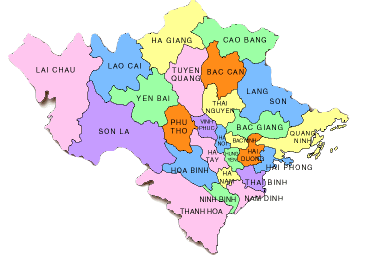 HA GIANG
CAO BANG
LAI CHAU
LAO CAI
TUYEN
QUANG
BAC CAN
YEN BAI
LANG
SON
THAI
NGUYEN
SON LA
PHU
THO
VINH
PHUC
BAC GIANG
QUANG
NINH
HA
NOI
BAC NINH
HA
TAY
HUNG
YEN
HAI
DUONG
HAI PHONG
HOA BINH
HA
NAM
THAI BINH
NINH BINH
NAM DINH
THANH HOA